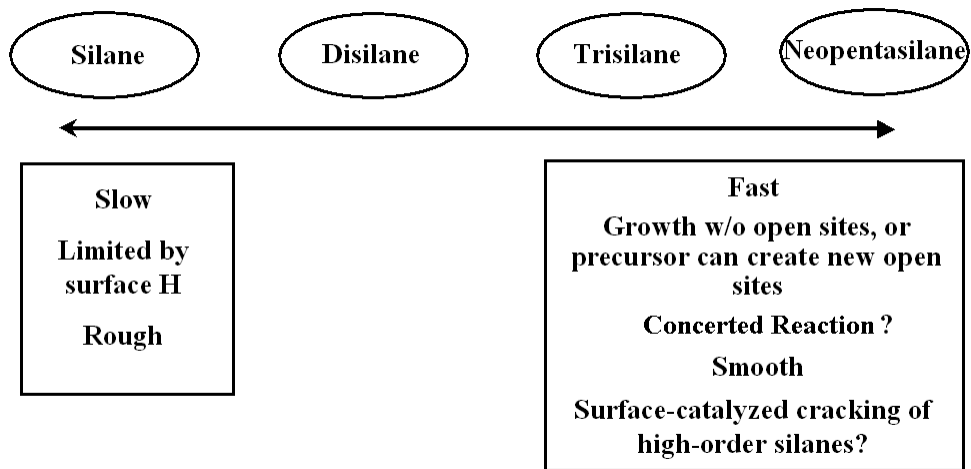 Silane
Disilane
Trisilane
Neopentasilane
Slow
Limited by
surface H
Rough
Fast
Growth w/o open sites, or
precursor can create new open
sites
Concerted Reaction ?
Smooth
Surface-catalyzed cracking of
high-order silanes?